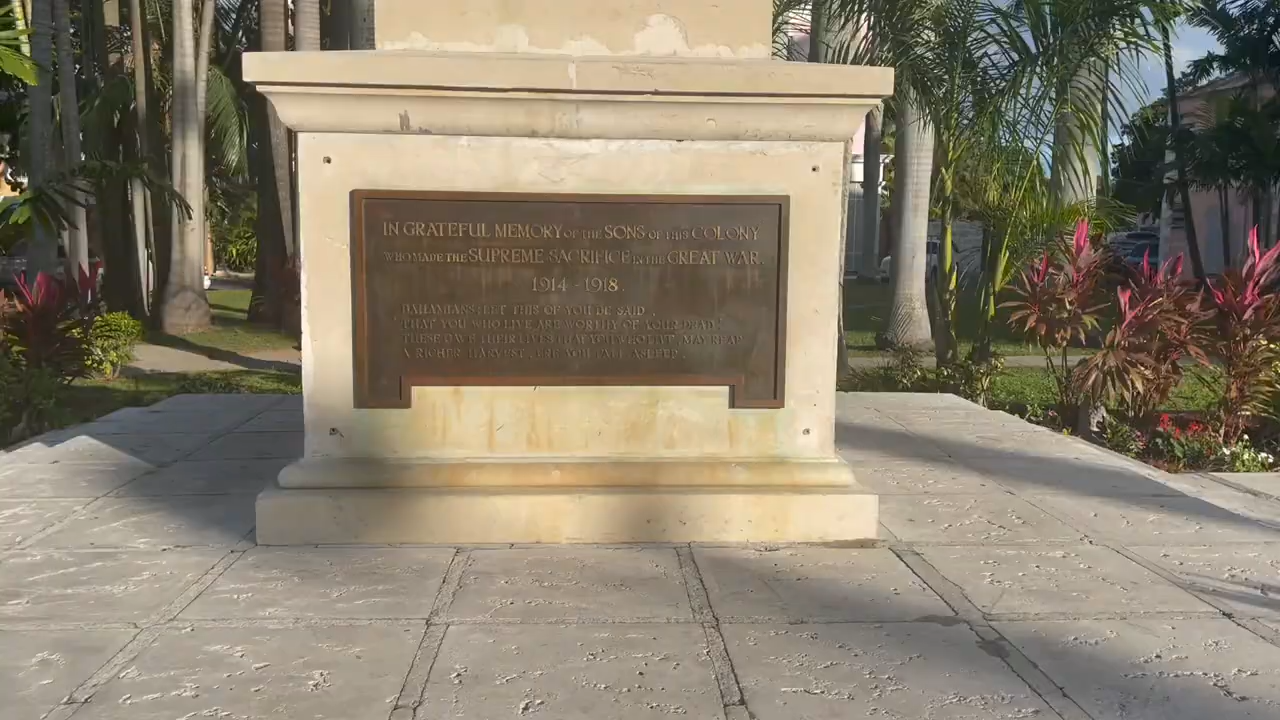 IN GRATEFUL MEMORY OF THE SONS OF THIS COLONY
WHO MADE THE SUPREME SACRIFICE IN THE GREAT WAR.
1914 - 1918.
BAHAMIANS: LET THIS OF YOU BE SAID
THAT YOU WHO LIVE ARE WORTHY OF YOUR DEAD!
THESE GAVE THEIR LIVES THAT YOU WHO LIVE, MAY REAP
A RICHER HARVEST, ERE YOU FALL ASLEEP.